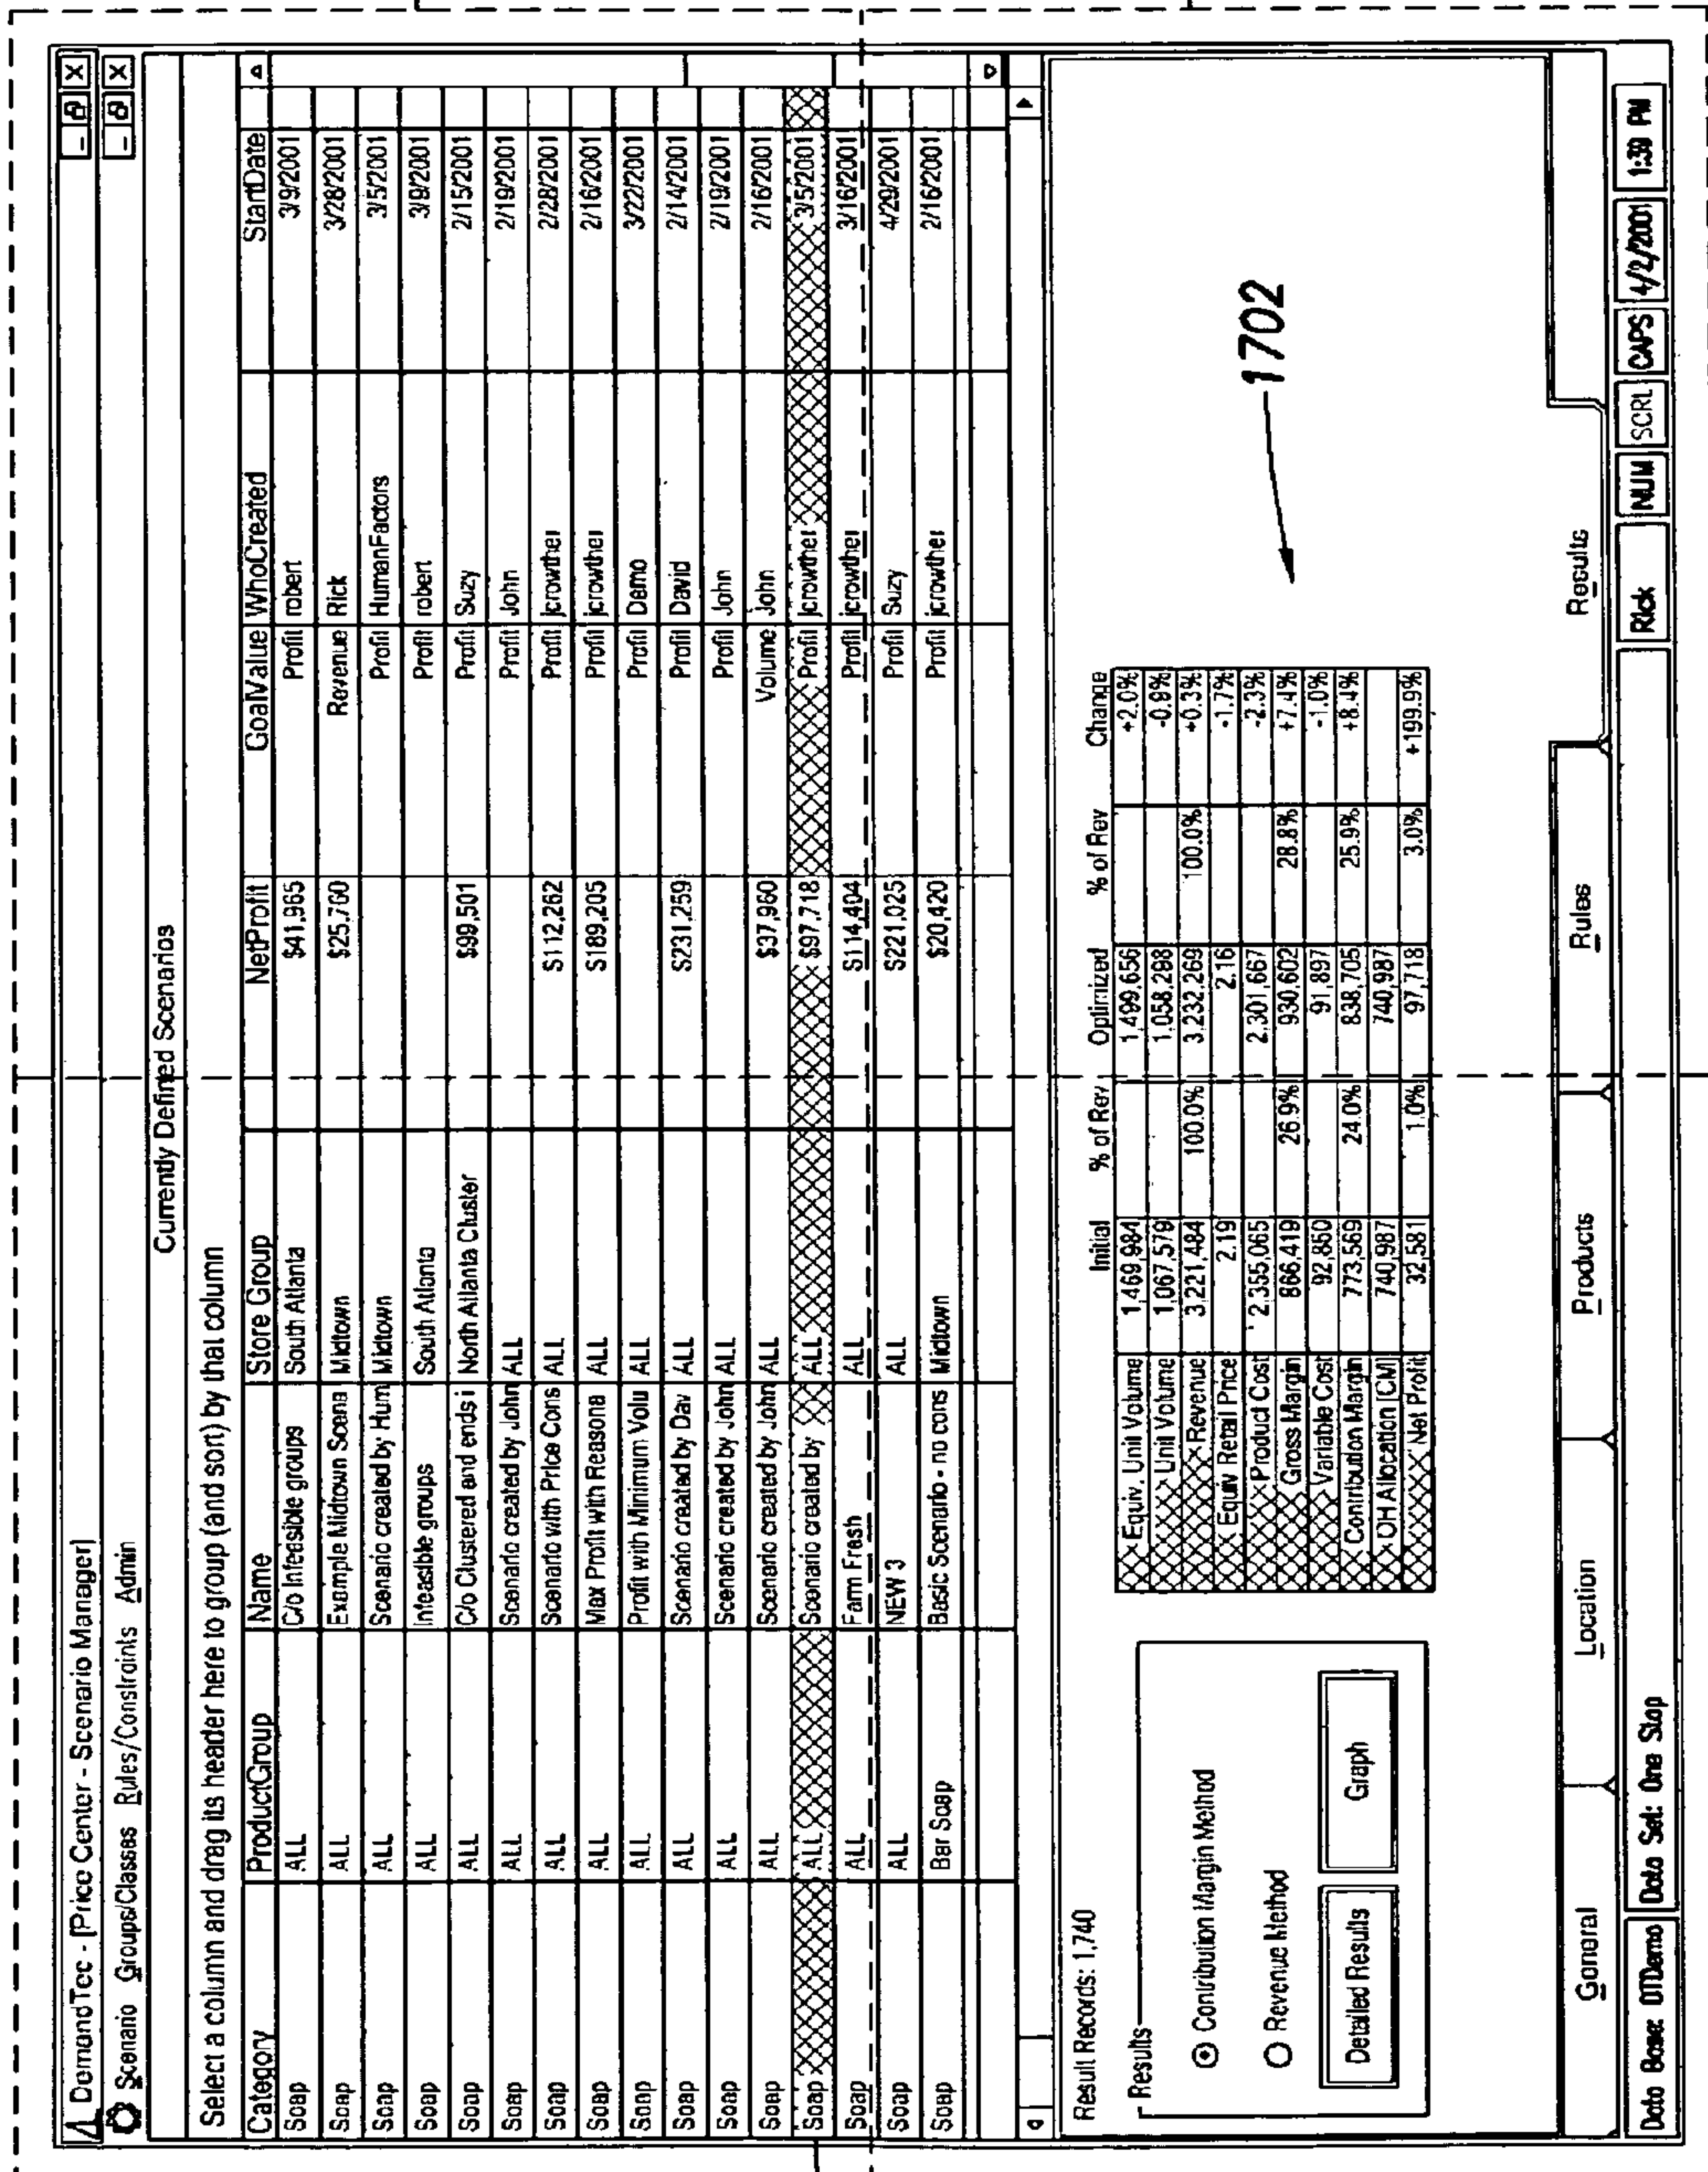 DemandTec - [Price Center - Scenario Manager]
Scenario Groups/Classes Rules/Constraints Admin
Currently Defined Scenarios
Select a column and drag its header here to group (and sort) by that column
Category ProductGroup Name Store Group NetProfit GoalValue WhoCreated StartDate
Soap ALL C/o Infeesible groups South Atlanta $41,965 Profit robert 3/9/2001
Soap ALL Example Midtown Scena Midtown $25,760 Revenue Rick 3/28/2001
Soap ALL Scenario created by Hum Midtown Profit HumanFactors 3/5/2001
Soap ALL Infeasible groups South Atlanta Profit robert 3/9/2001
Soap ALL C/o Clustered and ends i North Atlanta Cluster $99,501 Profit Suzy 2/15/2001
Soap ALL Scenario created by John ALL Profit John 2/19/2001
Soap ALL Scenario with Price Cons ALL $112,262 Profit jcrowther 2/28/2001
Soap ALL Max Profit with Reasona ALL $189,205 Profit jcrowther 2/16/2001
Soap ALL Profit with Minimum Volu ALL Profit Demo 3/22/2001
Soap ALL Scenario created by Dav ALL $231,259 Profit David 2/14/2001
Soap ALL Scenario created by John ALL Profit John 2/19/2001
Soap ALL Scenario created by John ALL $37,960 Volume John 2/16/2001
Soap ALL Scenario created by ALL $97,718 Profit jcrowther 3/5/2001
Soap ALL Farm Fresh ALL $114,404 Profit jcrowther 3/16/2001
Soap ALL NEW 3 ALL $221,025 Profit Suzy 4/29/2001
Soap Bar Soap Basic Scenario - no cons Midtown $20,420 Profit jcrowther 2/16/2001
Result Records: 1,740
Results
Contribution Margin Method
Revenue Method
Detailed Results Graph
Initial % of Rev Optimized % of Rev Change
Equiv. Unit Volume 1,469,984 1,499,656 +2.0%
Unit Volume 1,067,579 1,058,298 -0.9%
Revenue 3,221,484 100.0% 3,232,269 100.0% +0.3%
Equiv Retail Price 2.19 2.16 -1.7%
Product Cost 2,355,065 2,301,667 -2.3%
Gross Margin 866,419 26.9% 930,602 28.8% +7.4%
Variable Cost 92,850 91,897 -1.0%
Contribution Margin 773,569 24.0% 838,705 25.9% +8.4%
OH Allocation (CM) 740,987 740,987
Net Profit 32,581 1.0% 97,718 3.0% +199.9%
1702
General Location Products Rules Results
Data Base: DTDemo Data Set: One Stop Rick NUM SCRL CAPS 4/2/2001 1:39 PM